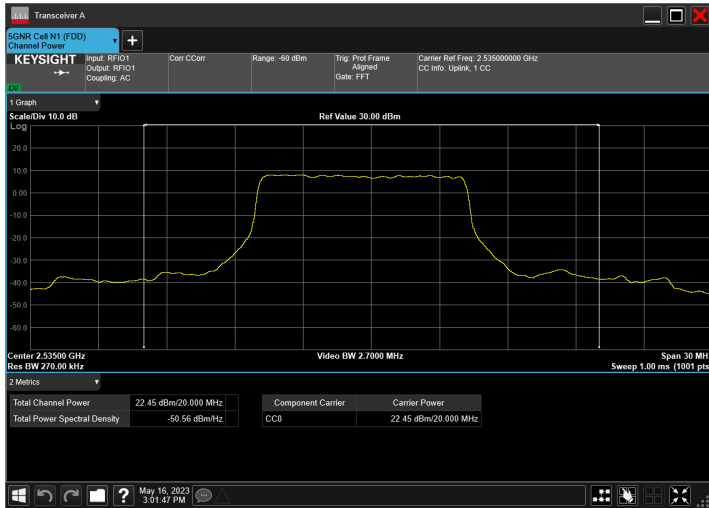 Transceiver A
5GNR Cell N1 (FDD)
Channel Power
+
KEYSIGHT
LXI
Input: RFIO1
Output: RFIO1
Coupling: AC
Corr CCorr
Range: -60 dBm
Trig: Prot Frame
Aligned
Gate: FFT
Carrier Ref Freq: 2.535000000 GHz
CC Info: Uplink, 1 CC
1 Graph
Scale/Div 10.0 dB
Ref Value 30.00 dBm
Log
20.0
10.0
0.00
-10.0
-20.0
-30.0
-40.0
-50.0
-60.0
Center 2.53500 GHz
Video BW 2.7000 MHz
Span 30 MHz
Res BW 270.00 kHz
Sweep 1.00 ms (1001 pts
2 Metrics
Total Channel Power 22.45 dBm/20.000 MHz
Total Power Spectral Density -50.56 dBm/Hz
Component Carrier Carrier Power
CC0 22.45 dBm/20.000 MHz
?
May 16, 2023
3:01:47 PM